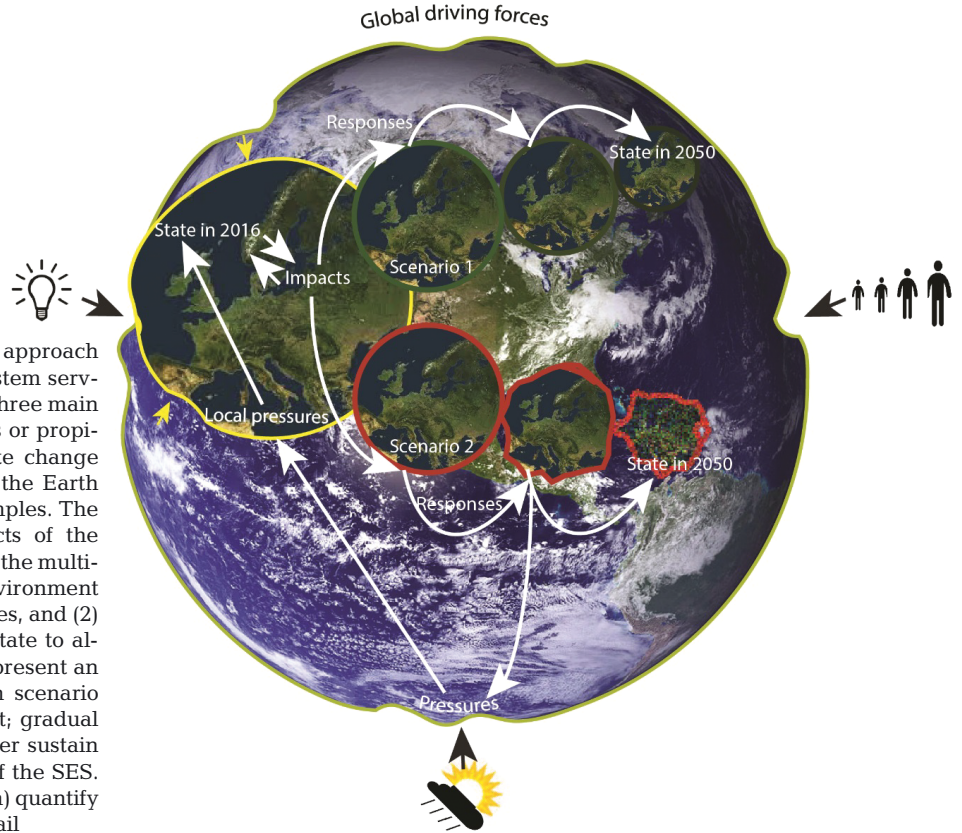 Global driving forces
Responses
State in 2050
State in 2016
Impacts
Scenario 1
Local pressures
Scenario 2
State in 2050
Responses
Pressures
approach
stem serv-
hree main
s or propi-
ke change
the Earth
nples. The
cts of the
the multi-
vironment
es, and (2)
tate to al-
present an
n scenario
t; gradual
er sustain
f the SES.
a) quantify
ail